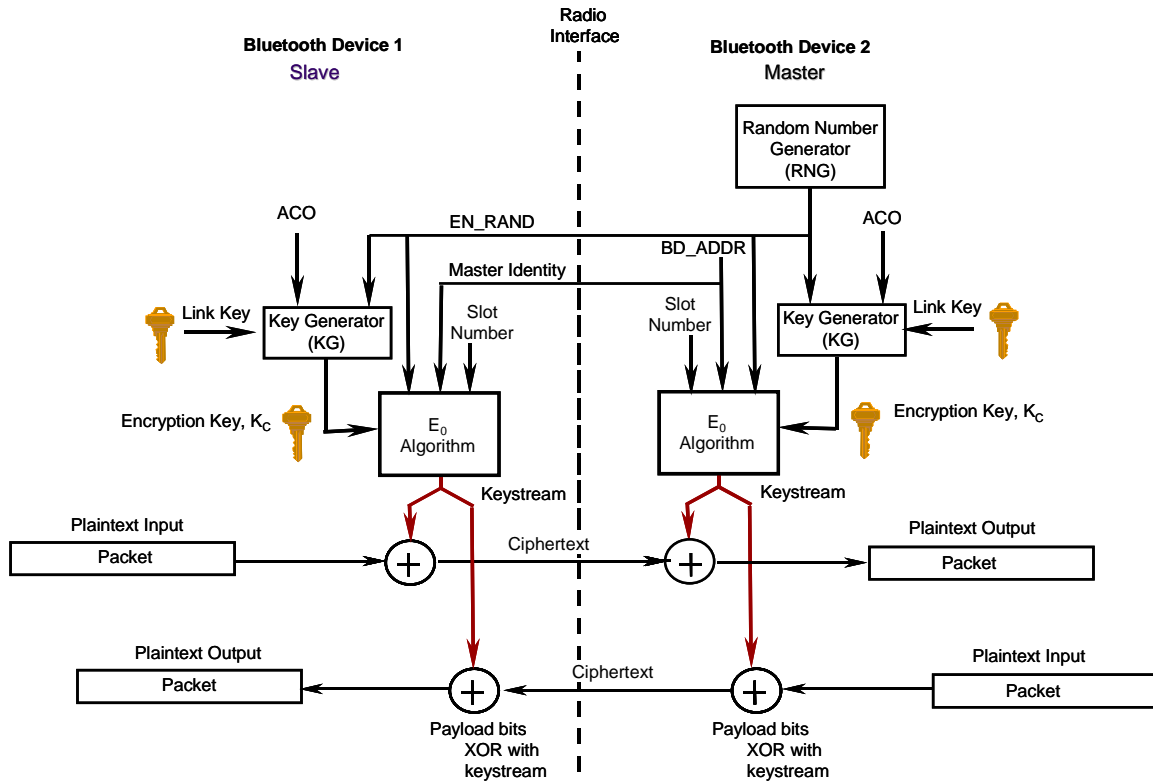 Radio
Interface
Bluetooth Device 1
Slave
Bluetooth Device 2
Master
Random Number
Generator
(RNG)
ACO
EN_RAND
ACO
BD_ADDR
Master Identity
Link Key
Key Generator
(KG)
Slot
Number
Slot
Number
Key Generator
(KG)
Link Key
Encryption Key, KC
E0
Algorithm
E0
Algorithm
Encryption Key, KC
Keystream
Keystream
Plaintext Input
Packet
Ciphertext
Plaintext Output
Packet
Plaintext Output
Packet
Ciphertext
Plaintext Input
Packet
Payload bits
XOR with
keystream
Payload bits
XOR with
keystream